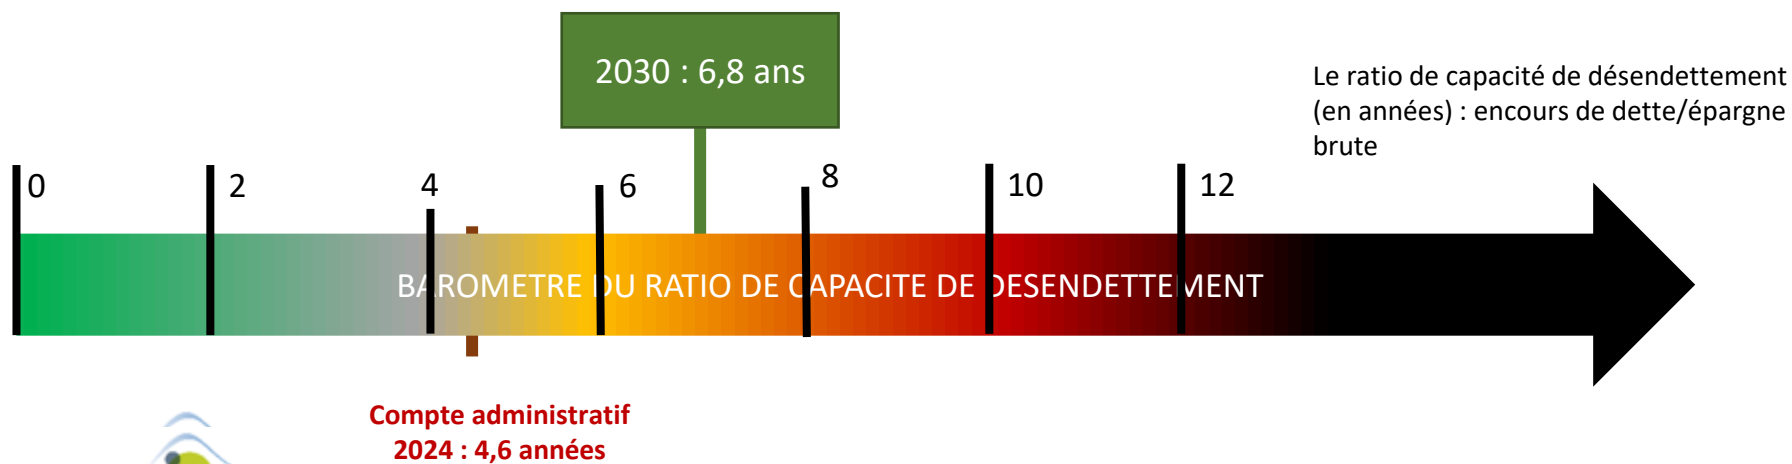 2030 : 6,8 ans
Le ratio de capacité de désendettement
(en années) : encours de dette/épargne
brute
0
2
4
6
8
10
12
BAROMETRE DU RATIO DE CAPACITE DE DESENDETTEMENT
Compte administratif
2024 : 4,6 années